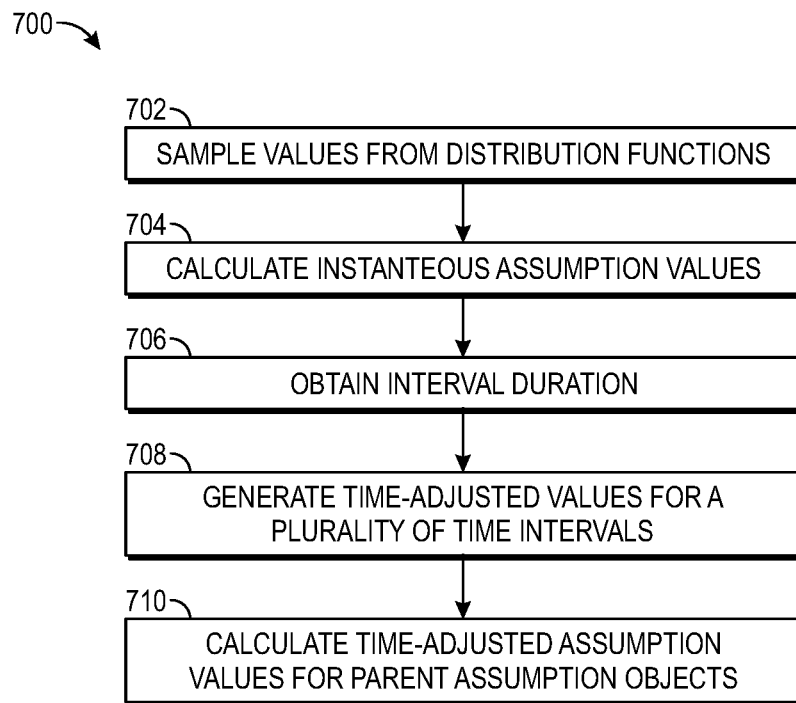 700
702
SAMPLE VALUES FROM DISTRIBUTION FUNCTIONS
704
CALCULATE INSTANTEOUS ASSUMPTION VALUES
706
OBTAIN INTERVAL DURATION
708
GENERATE TIME-ADJUSTED VALUES FOR A
PLURALITY OF TIME INTERVALS
710
CALCULATE TIME-ADJUSTED ASSUMPTION
VALUES FOR PARENT ASSUMPTION OBJECTS